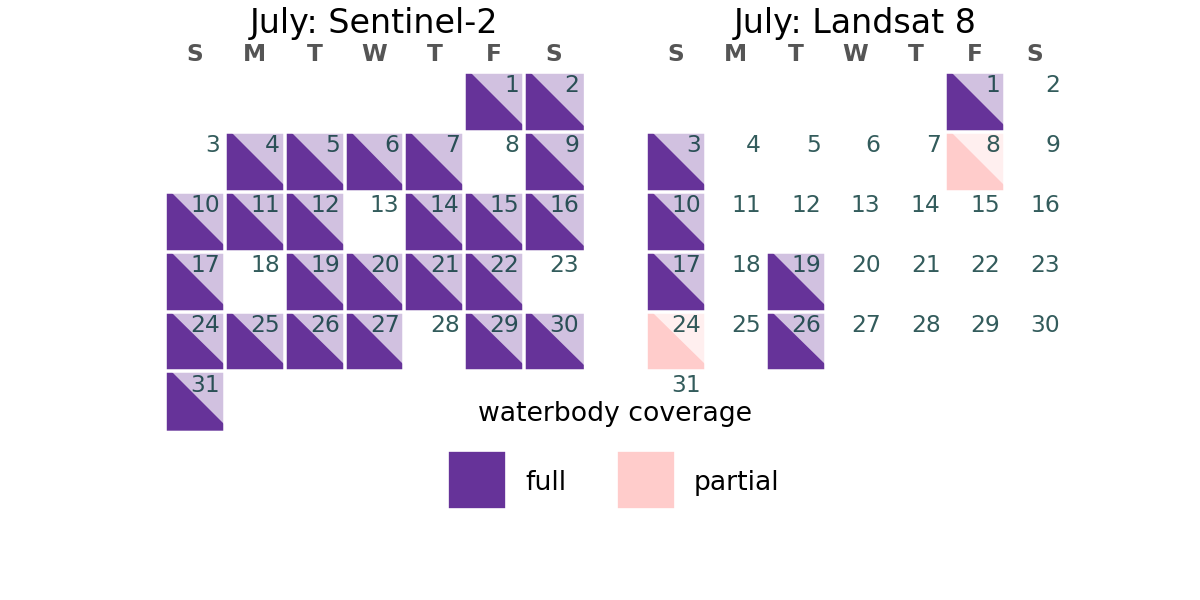 July: Sentinel-2
S M T W T F S
1 2
3 4 5 6 7 8 9
10 11 12 13 14 15 16
17 18 19 20 21 22 23
24 25 26 27 28 29 30
31
July: Landsat 8
S M T W T F S
1 2
3 4 5 6 7 8 9
10 11 12 13 14 15 16
17 18 19 20 21 22 23
24 25 26 27 28 29 30
31
waterbody coverage
full partial